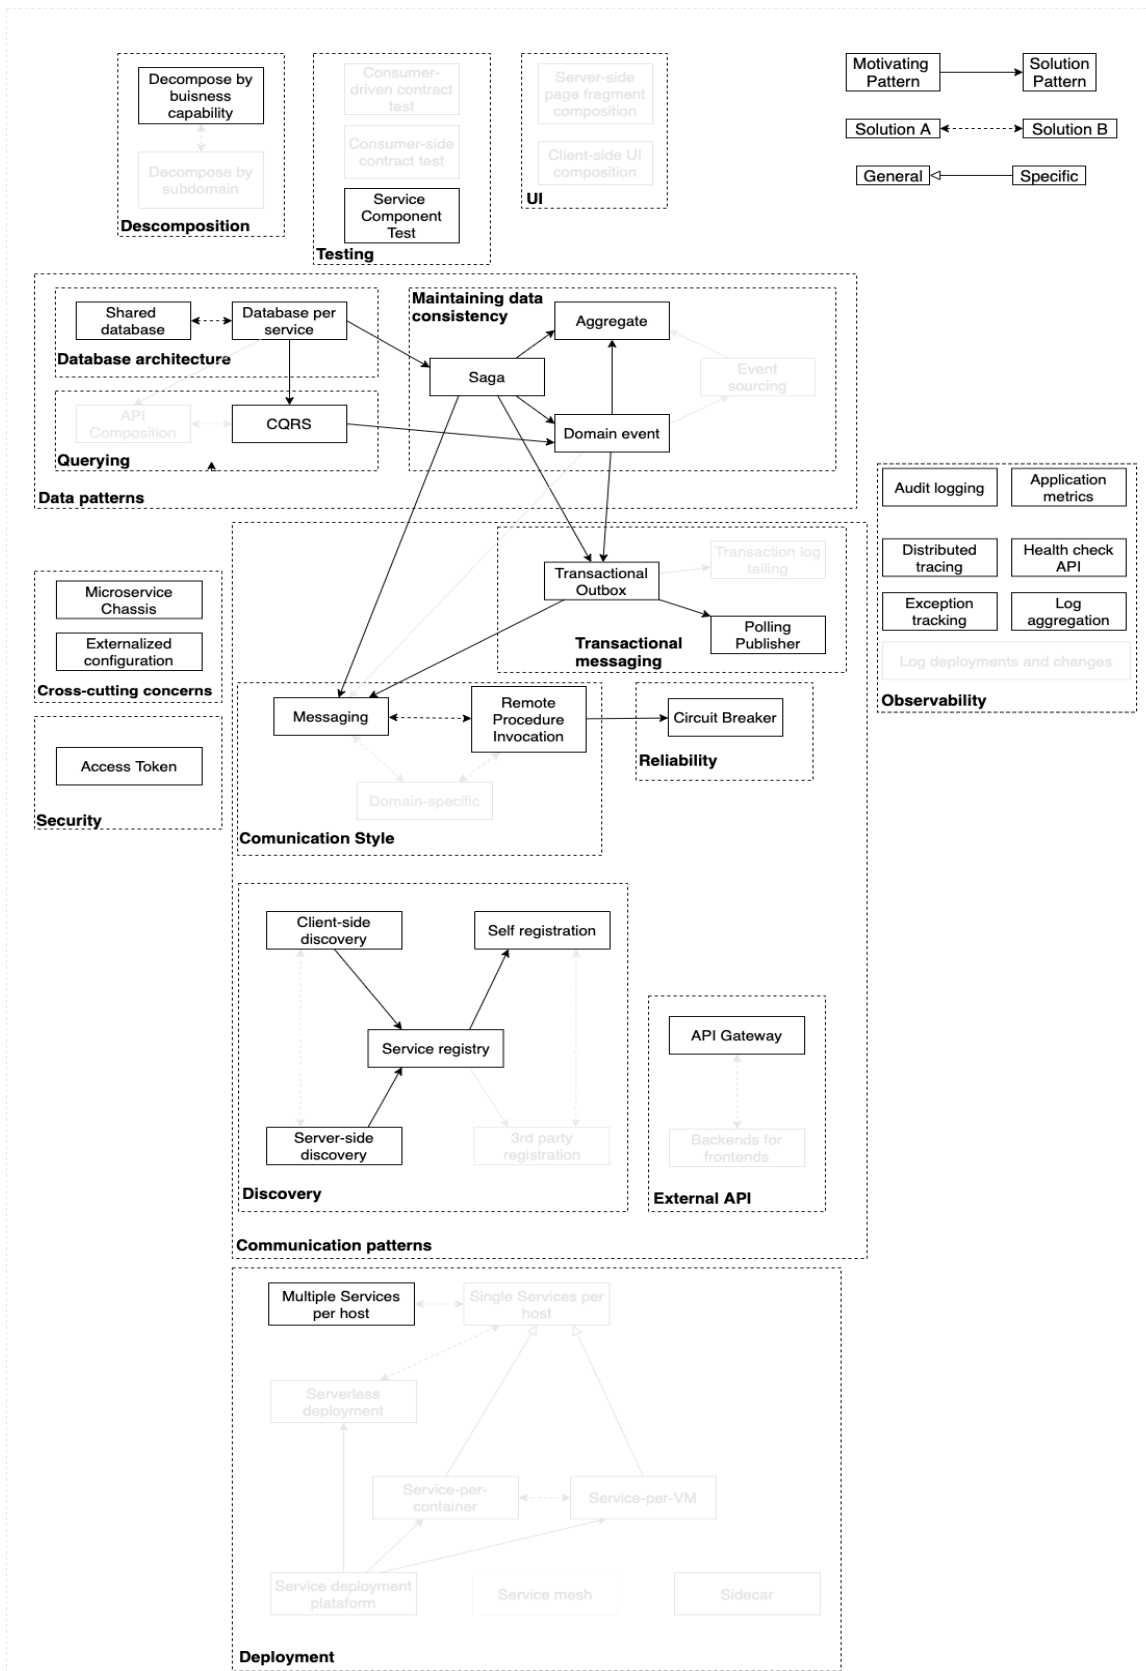 Decompose by
buisness
capability
Decompose by
subdomain
Descomposition
Consumer-
driven contract
test
Consumer-side
contract test
Service
Component
Test
Testing
Server-side
page fragment
composition
Client-side UI
composition
UI
Motivating
Pattern
Solution
Pattern
Solution A
Solution B
General
Specific
Shared
database
Database per
service
Database architecture
API
Composition
CQRS
Querying
Data patterns
Maintaining data
consistency
Aggregate
Saga
Event
sourcing
Domain event
Audit logging
Application
metrics
Distributed
tracing
Health check
API
Exception
tracking
Log
aggregation
Log deployments and changes
Observability
Microservice
Chassis
Externalized
configuration
Cross-cutting concerns
Access Token
Security
Transaction log
tailing
Transactional
Outbox
Polling
Publisher
Transactional
messaging
Messaging
Remote
Procedure
Invocation
Domain-specific
Comunication Style
Circuit Breaker
Reliability
Client-side
discovery
Self registration
Service registry
Server-side
discovery
3rd party
registration
Discovery
API Gateway
Backends for
frontends
External API
Communication patterns
Multiple Services
per host
Single Services per
host
Serverless
deployment
Service-per-
container
Service-per-VM
Service deployment
plataform
Service mesh
Sidecar
Deployment